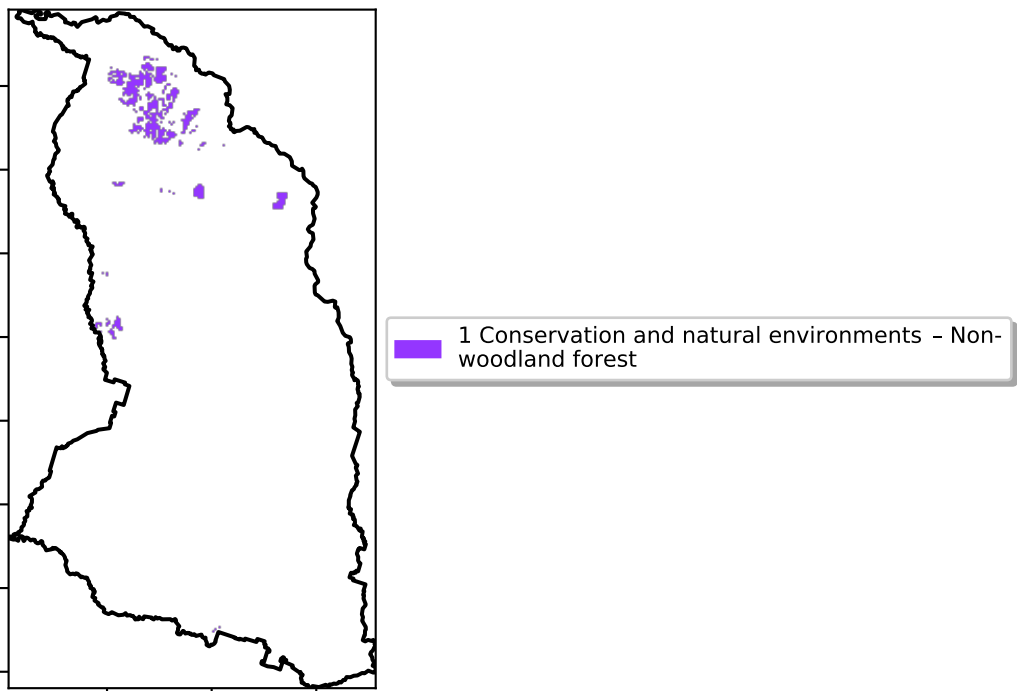 1 Conservation and natural environments – Non-
woodland forest